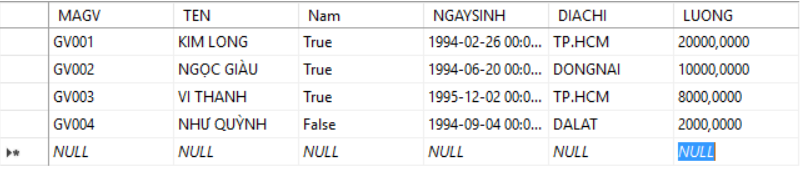 MAGV TEN Nam NGAYSINH DIACHI LUONG
GV001 KIM LONG True 1994-02-26 00:0... TP.HCM 20000,0000
GV002 NGỌC GIÀU True 1994-06-20 00:0... DONGNAI 10000,0000
GV003 VI THANH True 1995-12-02 00:0... TP.HCM 8000,0000
GV004 NHƯ QUỲNH False 1994-09-04 00:0... DALAT 2000,0000
NULL NULL NULL NULL NULL NULL